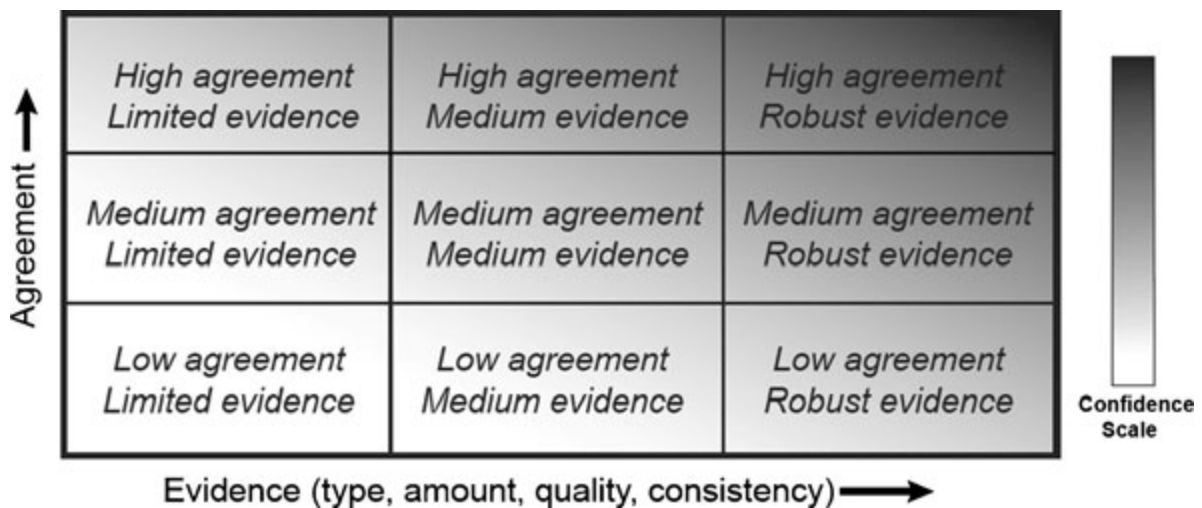 High agreement
Limited evidence
High agreement
Medium evidence
High agreement
Robust evidence
Medium agreement
Limited evidence
Medium agreement
Medium evidence
Medium agreement
Robust evidence
Low agreement
Limited evidence
Low agreement
Medium evidence
Low agreement
Robust evidence
Agreement
Evidence (type, amount, quality, consistency)
Confidence
Scale